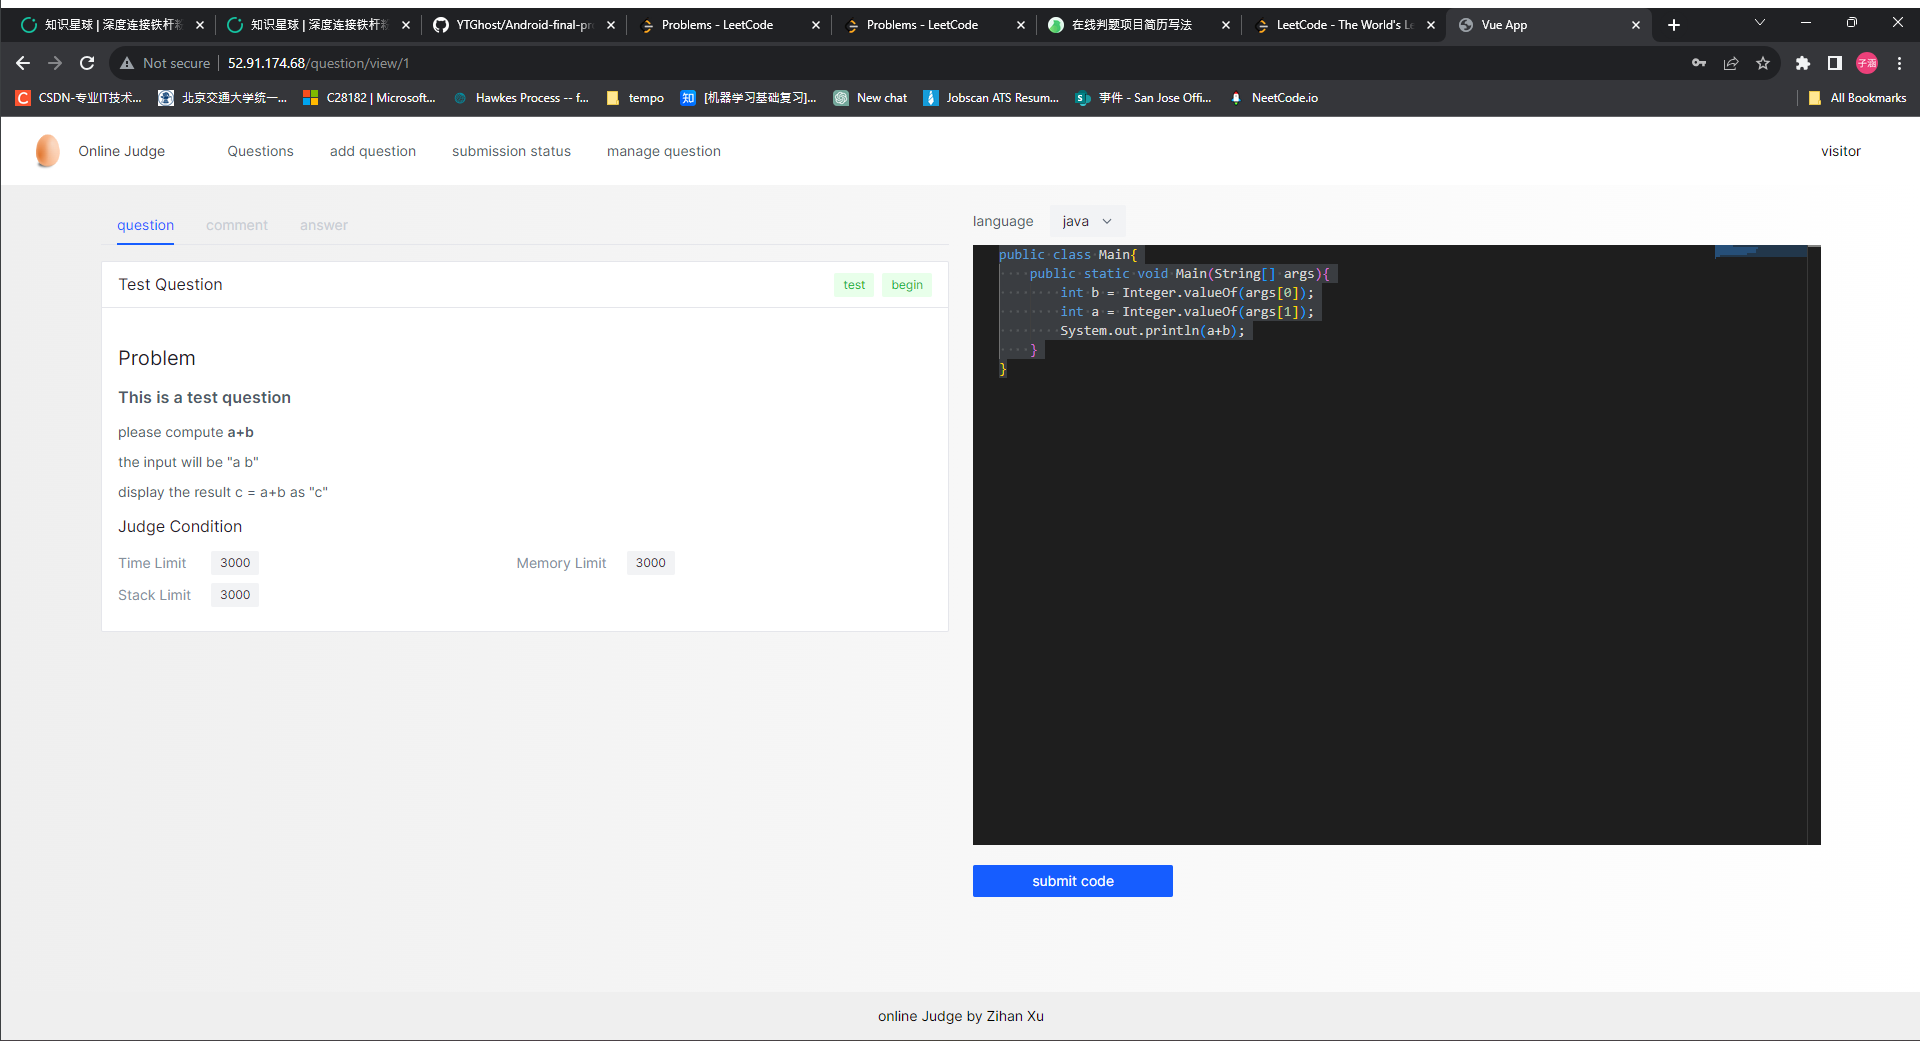 知识星球 | 深度连接铁杆粉
知识星球 | 深度连接铁杆粉
YTGhost/Android-final-pr
Problems - LeetCode
Problems - LeetCode
在线判题项目简历写法
LeetCode - The World's Le
Vue App
Not secure
52.91.174.68/question/view/1
子涵
CSDN-专业IT技术...
北京交通大学统一...
C28182 | Microsoft...
Hawkes Process -- f...
tempo
知
[机器学习基础复习]...
New chat
Jobscan ATS Resum...
事件 - San Jose Offi...
NeetCode.io
All Bookmarks
Online Judge
Questions
add question
submission status
manage question
visitor
question
comment
answer
Test Question
test
begin
Problem
This is a test question
please compute a+b
the input will be "a b"
display the result c = a+b as "c"
Judge Condition
Time Limit 3000
Memory Limit 3000
Stack Limit 3000
language
java
public class Main{
public static void Main(String[] args){
int b = Integer.valueOf(args[0]);
int a = Integer.valueOf(args[1]);
System.out.println(a+b);
}
}
submit code
online Judge by Zihan Xu